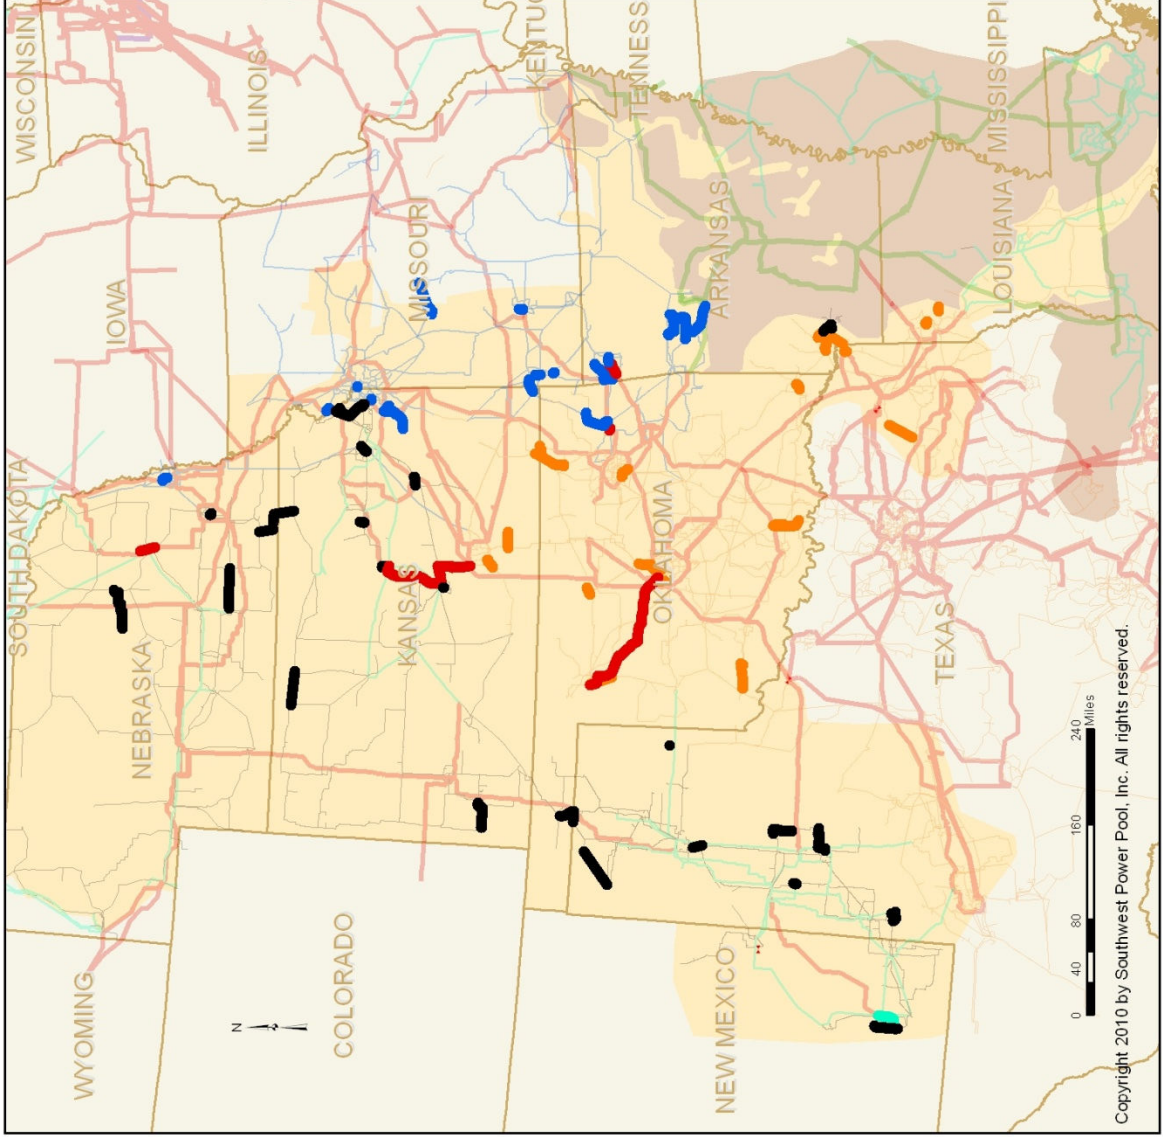 WISCONSIN
ILLINOIS
KENTUC
TENNESS
MISSISSIPPI
IOWA
MISSOURI
ARKANSAS
LOUISIANA
SOUTH DAKOTA
NEBRASKA
KANSAS
OKLAHOMA
TEXAS
WYOMING
COLORADO
NEW MEXICO
N
0 40 80 160 240
Miles
Copyright 2010 by Southwest Power Pool, Inc. All rights reserved.